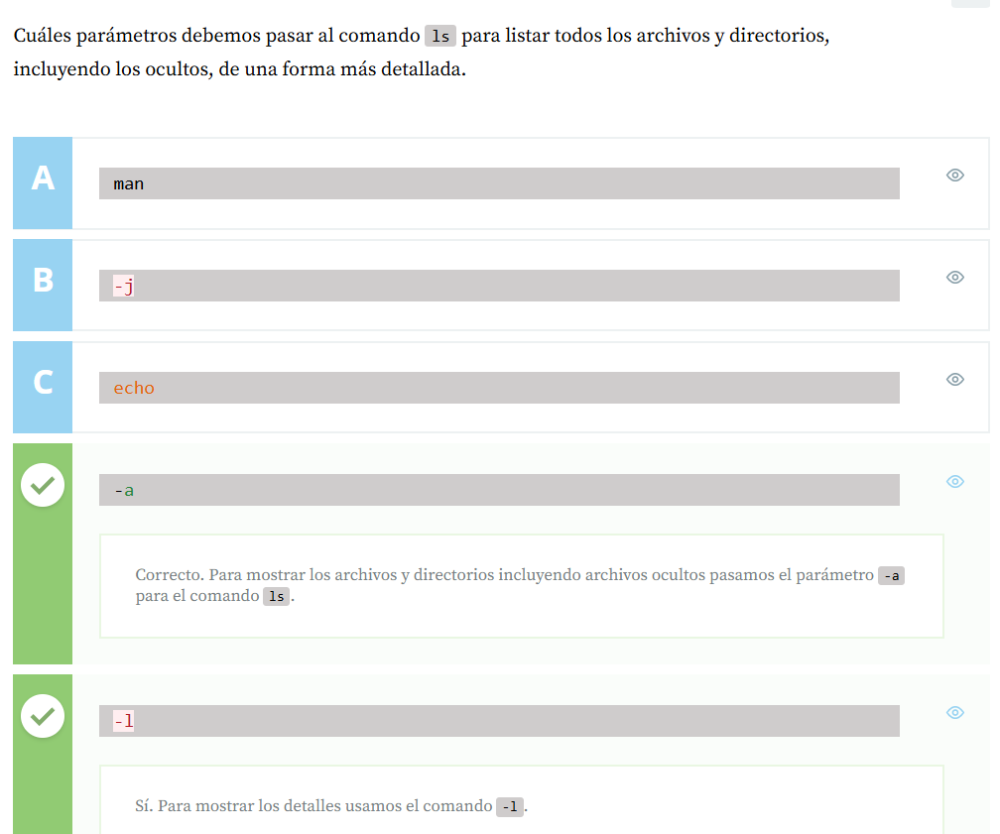 Cuáles parámetros debemos pasar al comando ls para listar todos los archivos y directorios,
incluyendo los ocultos, de una forma más detallada.
A
man
B
-j
C
echo
-a
Correcto. Para mostrar los archivos y directorios incluyendo archivos ocultos pasamos el parámetro -a
para el comando ls.
-l
Sí. Para mostrar los detalles usamos el comando -l.